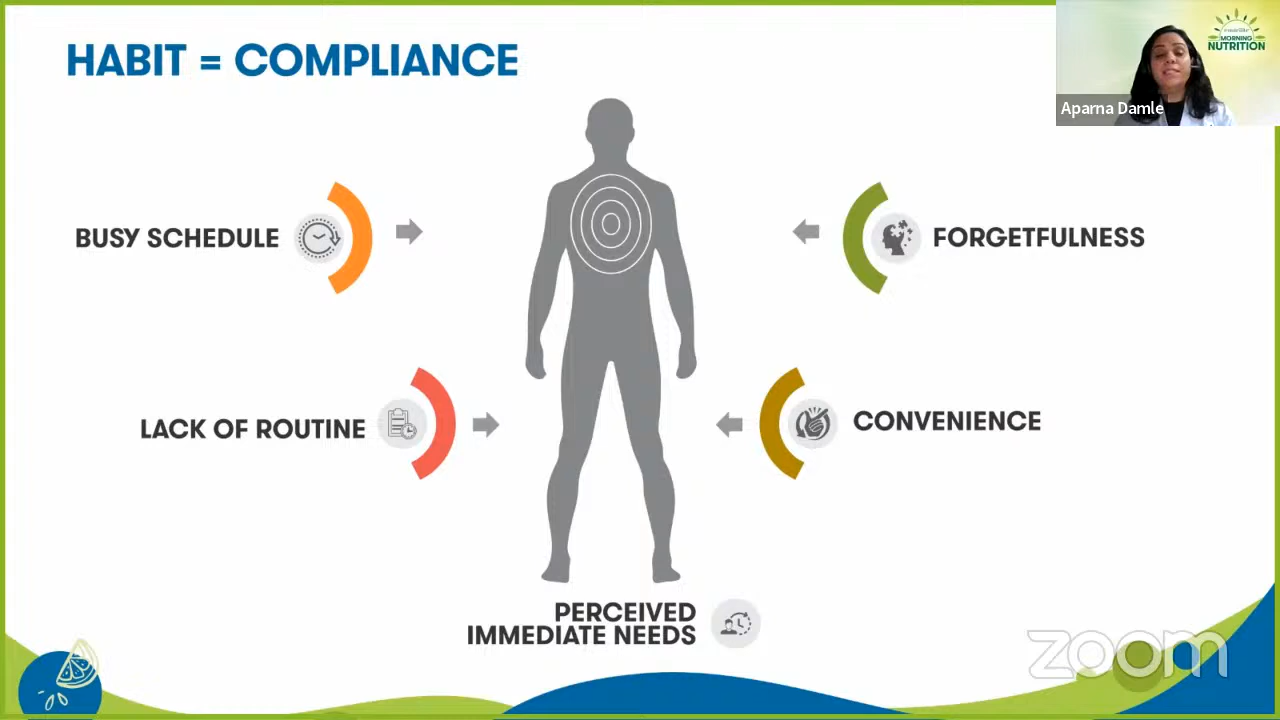 HABIT = COMPLIANCE
MORNING
NUTRITION
Aparna Damle
BUSY SCHEDULE
FORGETFULNESS
LACK OF ROUTINE
CONVENIENCE
PERCEIVED
IMMEDIATE NEEDS
zoom